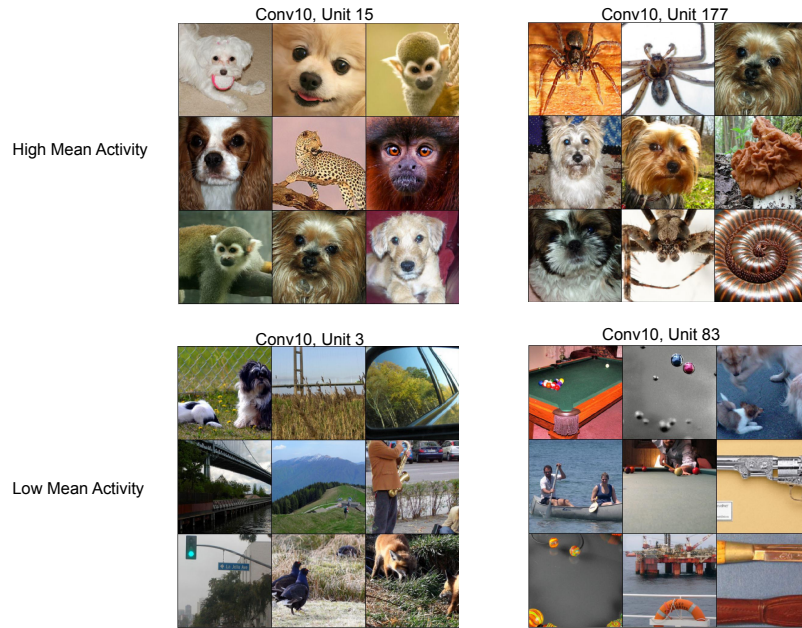 Conv10, Unit 15
Conv10, Unit 177
High Mean Activity
Conv10, Unit 3
Conv10, Unit 83
Low Mean Activity